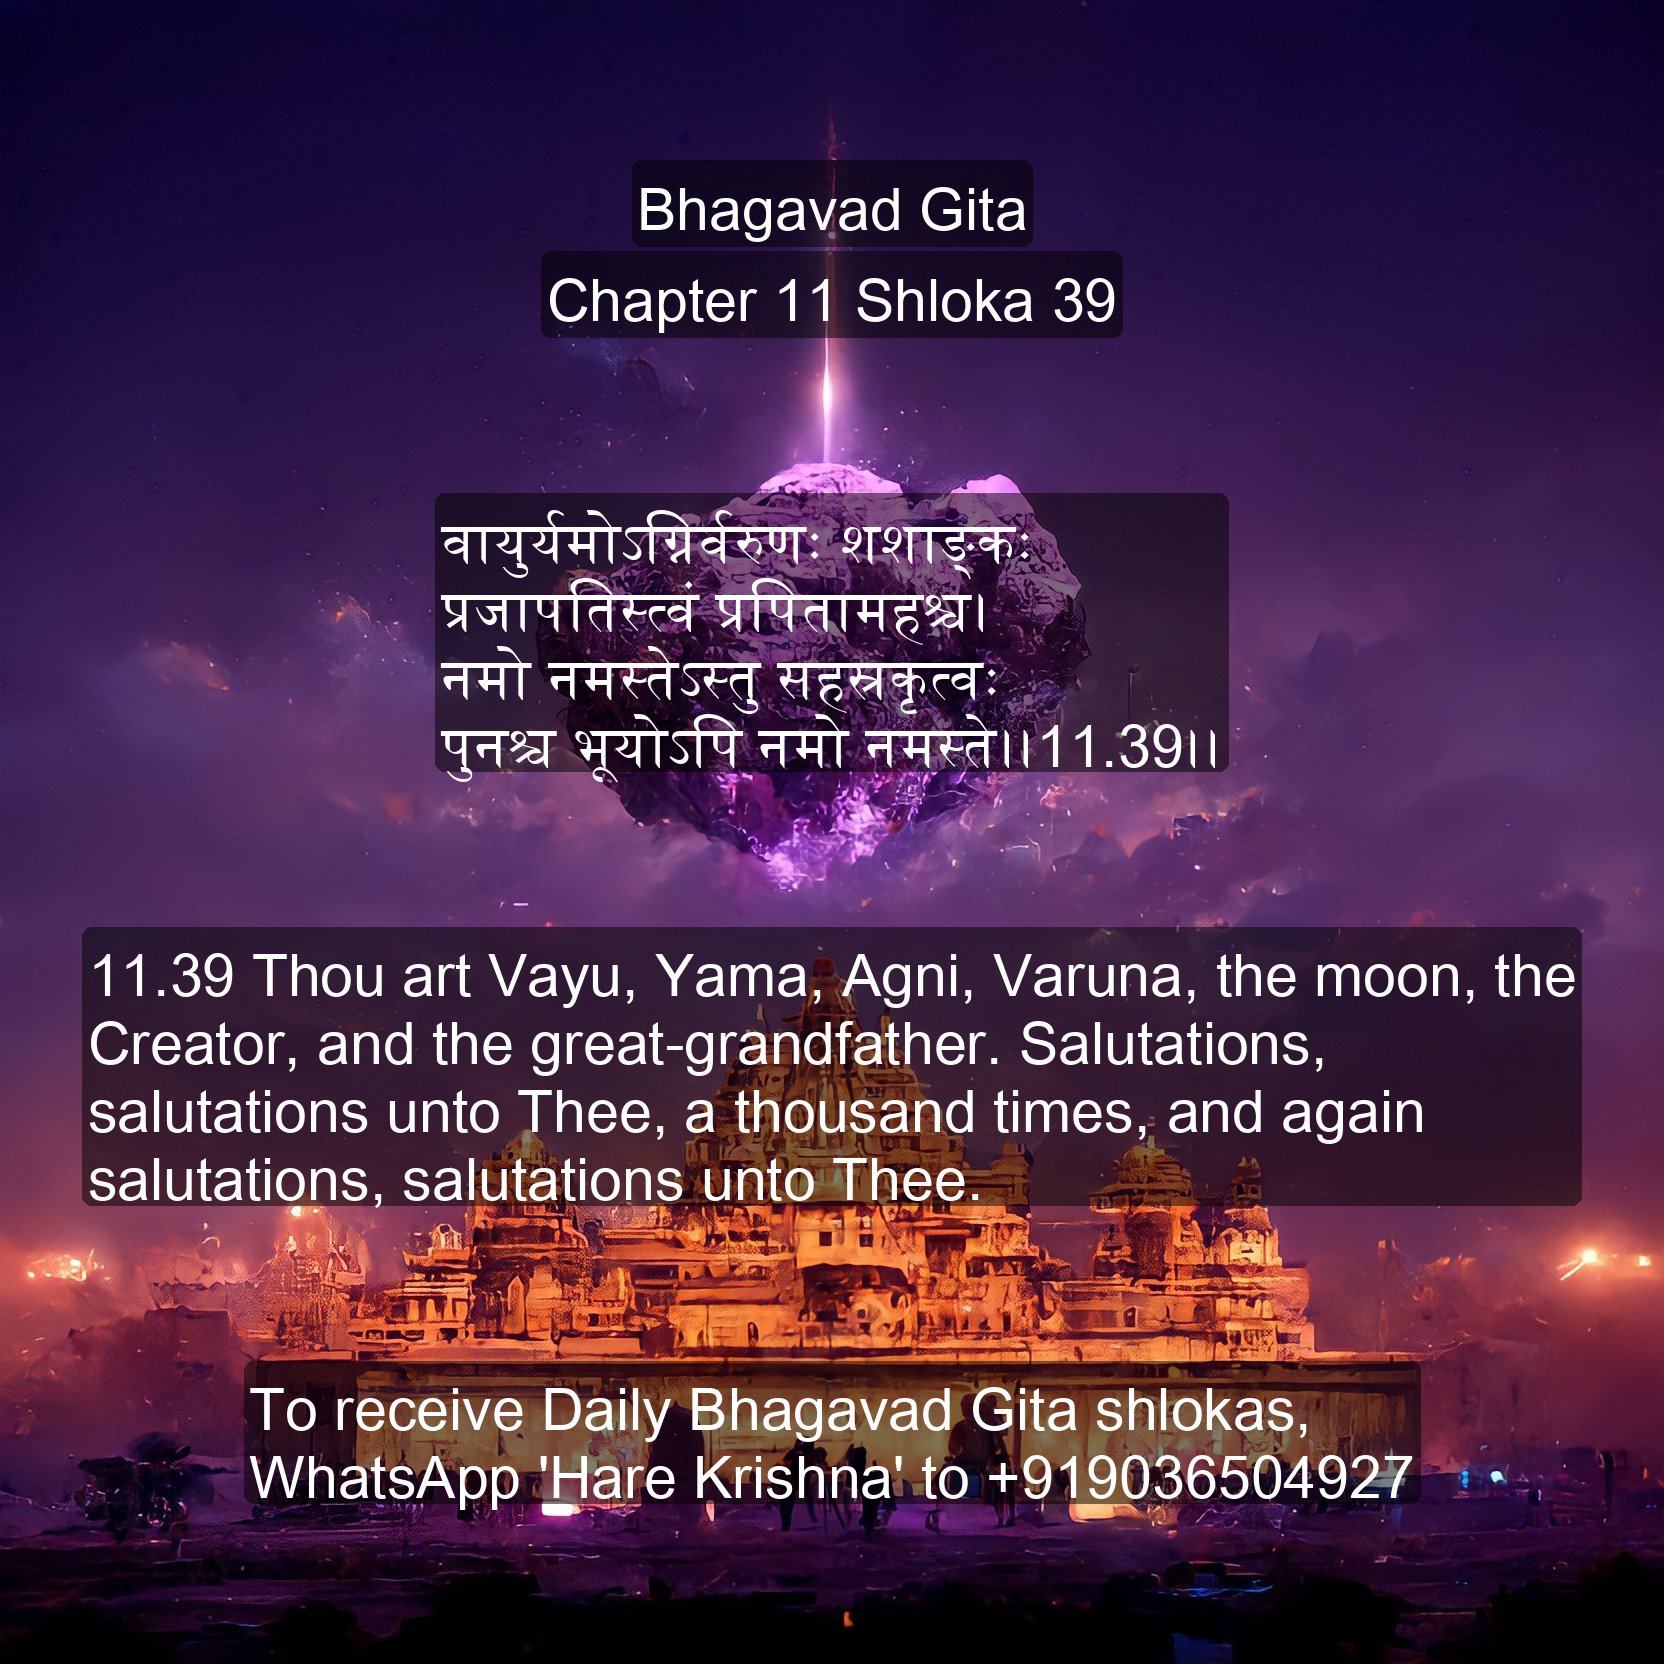 Bhagavad Gita
Chapter 11 Shloka 39
वायुर्यमोऽग्निर्वरुणः शशाङ्कः
प्रजापतिस्त्वं प्रपितामहश्च।
नमो नमस्तेऽस्तु सहस्रकृत्वः
पुनश्च भूयोऽपि नमो नमस्ते।।11.39।।
11.39 Thou art Vayu, Yama, Agni, Varuna, the moon, the
Creator, and the great-grandfather. Salutations,
salutations unto Thee, a thousand times, and again
salutations, salutations unto Thee.
To receive Daily Bhagavad Gita shlokas,
WhatsApp 'Hare Krishna' to +919036504927